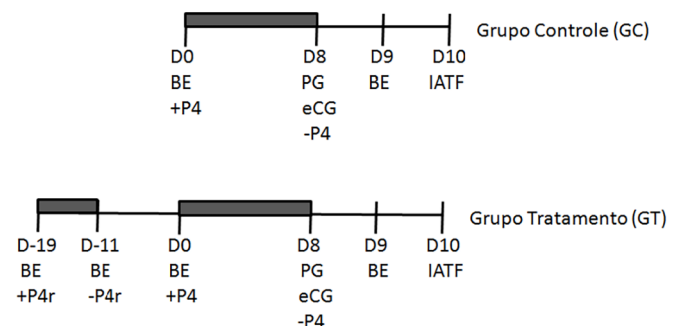 Grupo Controle (GC)
D0 D8 D9 D10
BE PG BE IATF
+P4 eCG
-P4
Grupo Tratamento (GT)
D-19 D-11 D0 D8 D9 D10
BE BE BE PG BE IATF
+P4r -P4r +P4 eCG
-P4